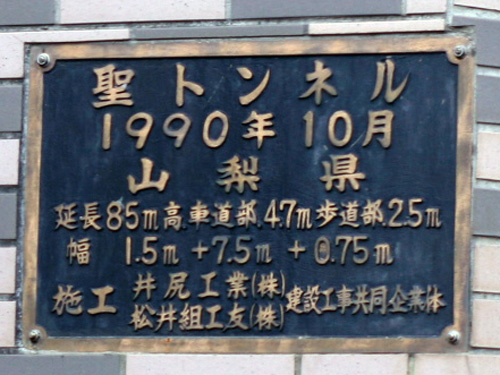 聖トンネル
1990年10月
山梨県
延長85m高.車道部.4.7m歩道部.2.5m
幅 1.5m+7.5m+0.75m
施工 井尻工業(株)
松井組工友(株)
建設工事共同企業体